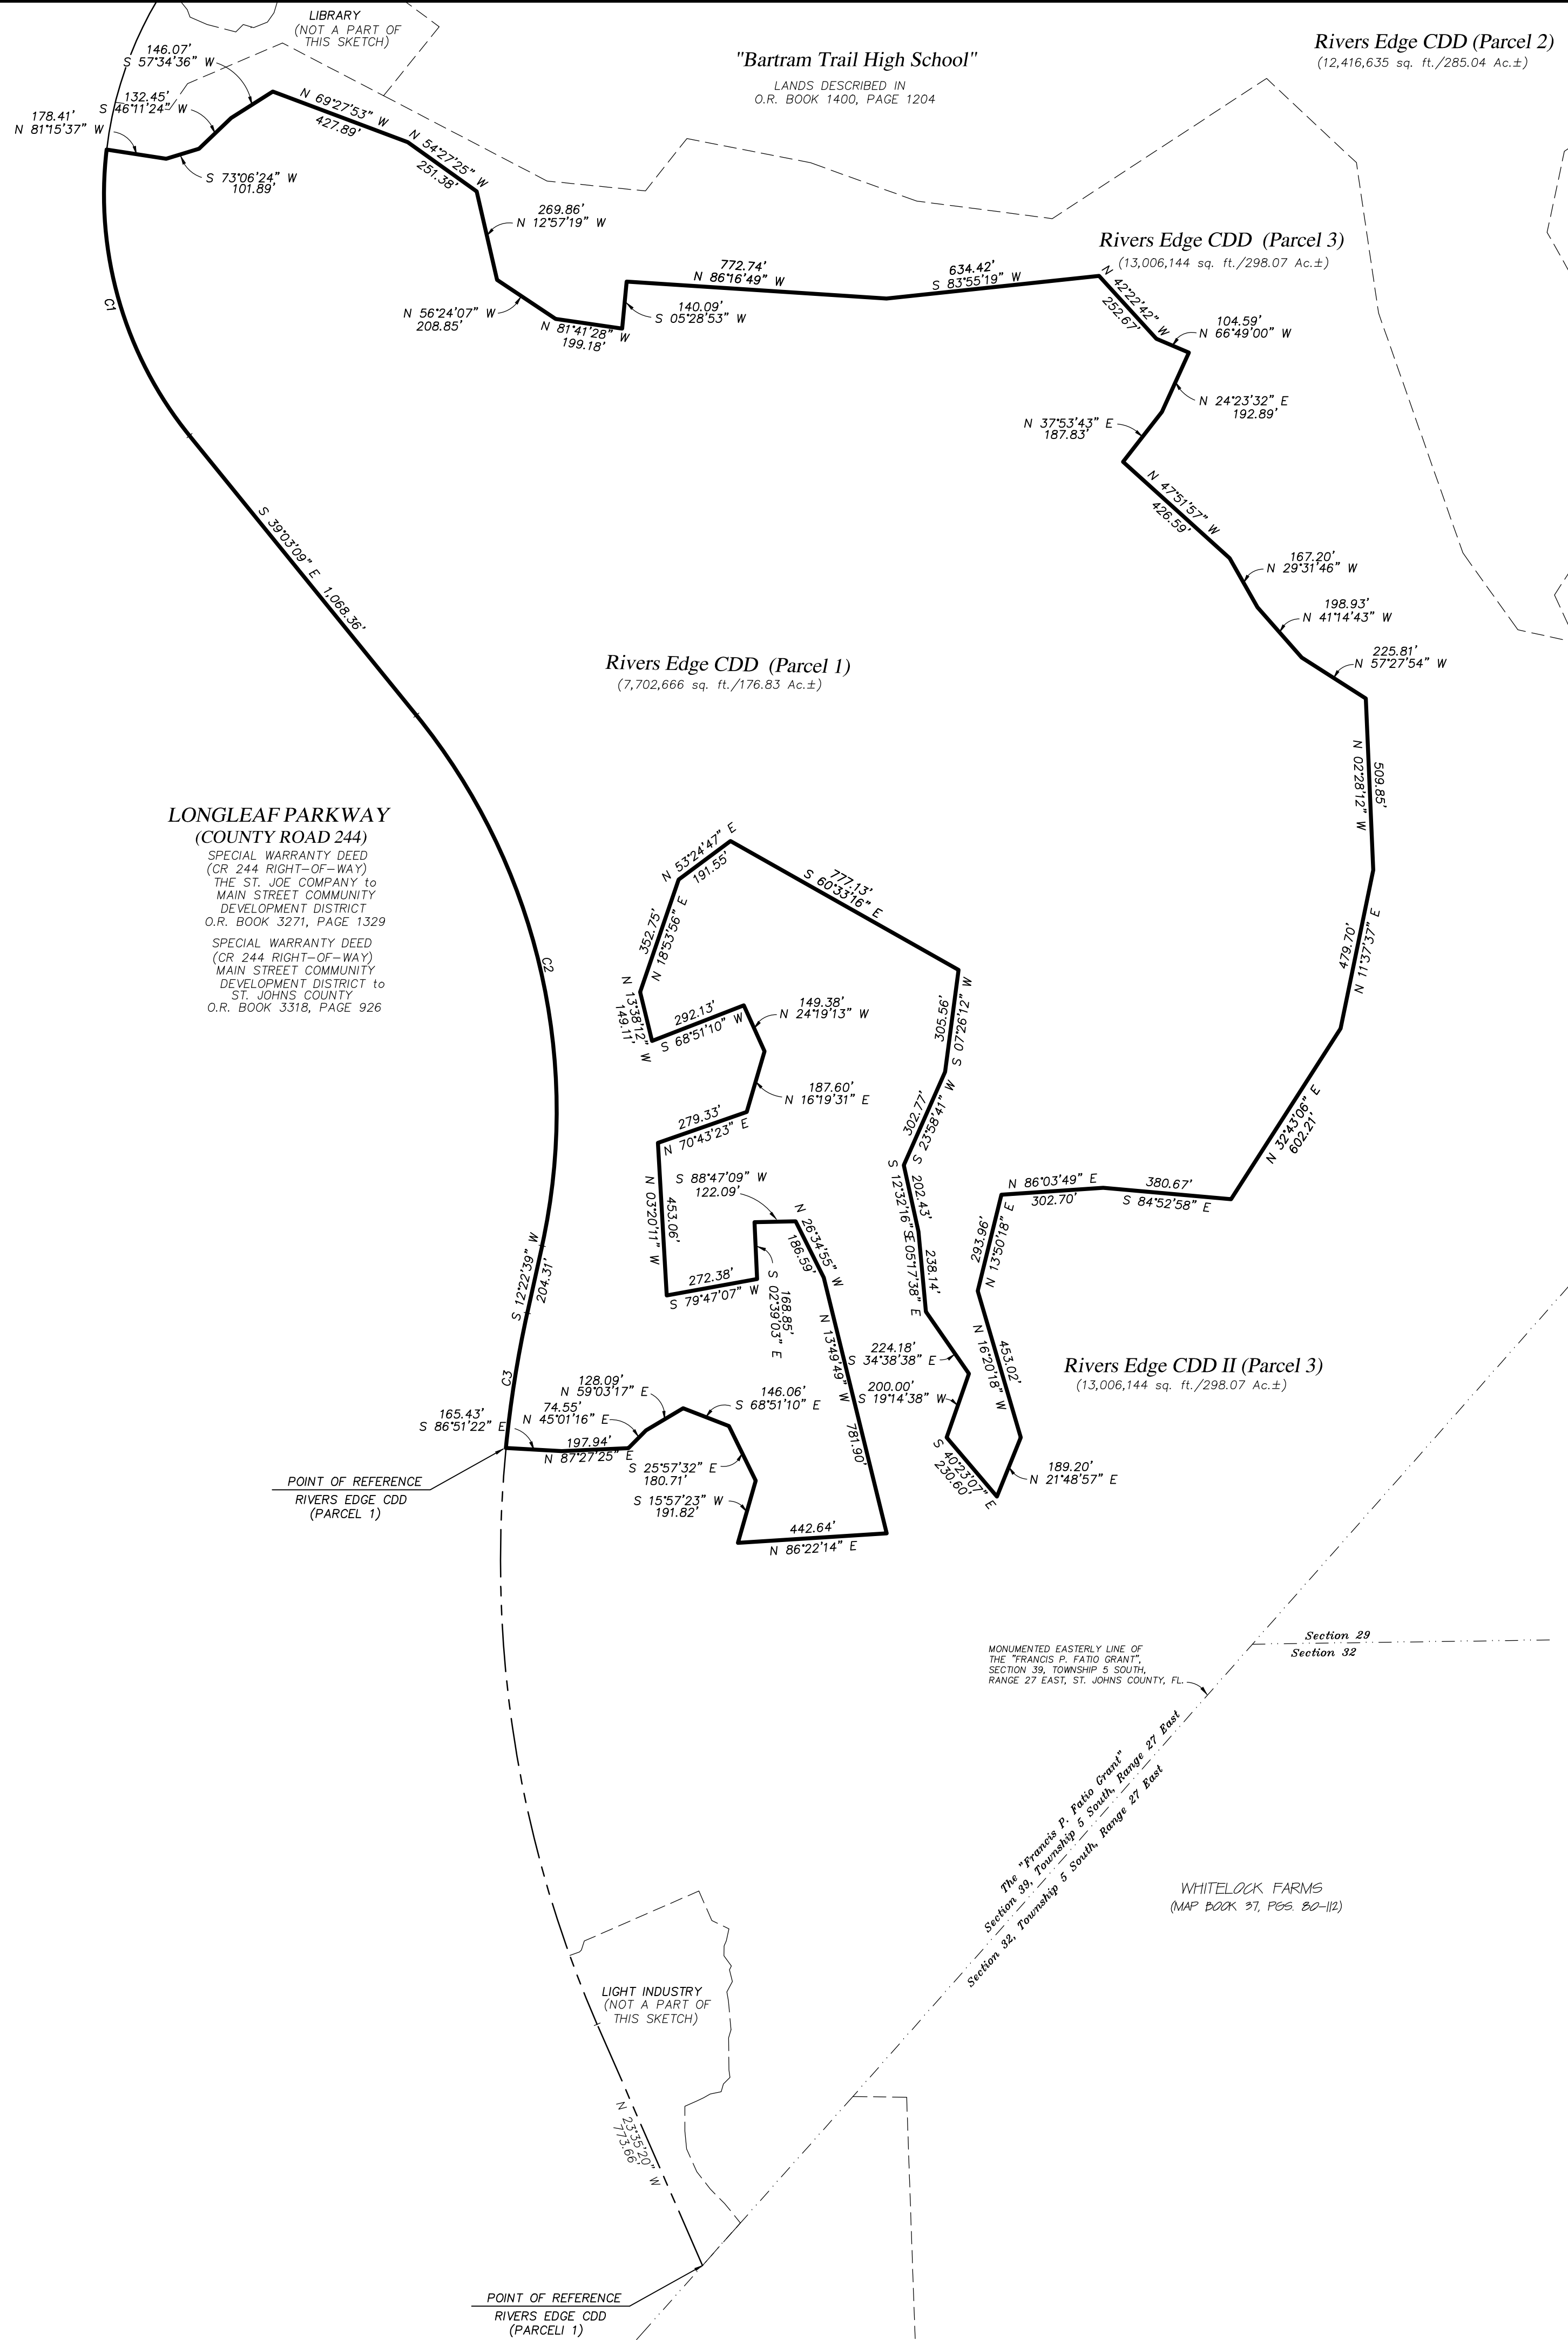 LIBRARY
(NOT A PART OF
THIS SKETCH)
"Bartram Trail High School"
LANDS DESCRIBED IN
O.R. BOOK 1400, PAGE 1204
Rivers Edge CDD (Parcel 2)
(12,416,635 sq. ft./285.04 Ac.±)
146.07'
S 57°34'36" W
132.45'
S 46°11'24" W
178.41'
N 81°15'37" W
S 73°06'24" W
101.89'
N 69°27'53" W
427.89'
N 54°27'25" W
251.38'
269.86'
N 12°57'19" W
N 56°24'07" W
208.85'
N 81°41'28" W
199.18'
140.09'
S 05°28'53" W
772.74'
N 86°16'49" W
634.42'
S 83°55'19" W
Rivers Edge CDD (Parcel 3)
(13,006,144 sq. ft./298.07 Ac.±)
N 42°22'42" W
252.67'
104.59'
N 66°49'00" W
N 24°23'32" E
192.89'
N 37°53'43" E
187.83'
N 47°51'57" W
426.59'
167.20'
N 29°31'46" W
198.93'
N 41°14'43" W
225.81'
N 57°27'54" W
C1
S 39°03'09" E 1,068.36'
Rivers Edge CDD (Parcel 1)
(7,702,666 sq. ft./176.83 Ac.±)
509.85'
N 02°28'12" W
479.70'
N 11°37'37" E
N 32°43'06" E
602.21'
LONGLEAF PARKWAY
(COUNTY ROAD 244)
SPECIAL WARRANTY DEED
(CR 244 RIGHT-OF-WAY)
THE ST. JOE COMPANY to
MAIN STREET COMMUNITY
DEVELOPMENT DISTRICT
O.R. BOOK 3271, PAGE 1329
SPECIAL WARRANTY DEED
(CR 244 RIGHT-OF-WAY)
MAIN STREET COMMUNITY
DEVELOPMENT DISTRICT to
ST. JOHNS COUNTY
O.R. BOOK 3318, PAGE 926
C2
N 53°24'47" E
191.55'
777.13'
S 60°33'16" E
352.75'
N 18°53'56" E
N 13°38'12" W
149.11'
292.13'
S 68°51'10" W
149.38'
N 24°19'13" W
187.60'
N 16°19'31" E
279.33'
N 70°43'23" E
305.56'
S 07°26'12" W
302.77'
S 23°58'41" W
S 12°32'16" E
202.43'
S 05°17'38" E
238.14'
S 88°47'09" W
122.09'
N 03°20'11" W
453.06'
272.38'
S 79°47'07" W
168.85'
S 02°39'03" E
N 26°34'55" W
186.59'
N 13°49'49" W 781.90'
N 86°03'49" E
302.70'
380.67'
S 84°52'58" E
293.96'
N 13°50'18" E
N 16°20'18" W
453.02'
224.18'
S 34°38'38" E
200.00'
S 19°14'38" W
S 40°23'07" E
230.60'
189.20'
N 21°48'57" E
Rivers Edge CDD II (Parcel 3)
(13,006,144 sq. ft./298.07 Ac.±)
S 12°22'39" W
204.31'
C3
165.43'
S 86°51'22" E
197.94'
N 87°27'25" E
74.55'
N 45°01'16" E
128.09'
N 59°03'17" E
146.06'
S 68°51'10" E
S 25°57'32" E
180.71'
S 15°57'23" W
191.82'
442.64'
N 86°22'14" E
POINT OF REFERENCE
RIVERS EDGE CDD
(PARCEL 1)
MONUMENTED EASTERLY LINE OF
THE "FRANCIS P. FATIO GRANT",
SECTION 39, TOWNSHIP 5 SOUTH,
RANGE 27 EAST, ST. JOHNS COUNTY, FL.
Section 29
Section 32
The "Francis P. Fatio Grant"
Section 39, Township 5 South, Range 27 East
Section 32, Township 5 South, Range 27 East
WHITELOCK FARMS
(MAP BOOK 37, PGS. 80-112)
LIGHT INDUSTRY
(NOT A PART OF
THIS SKETCH)
N 23°35'20" W
773.66'
POINT OF REFERENCE
RIVERS EDGE CDD
(PARCELI 1)